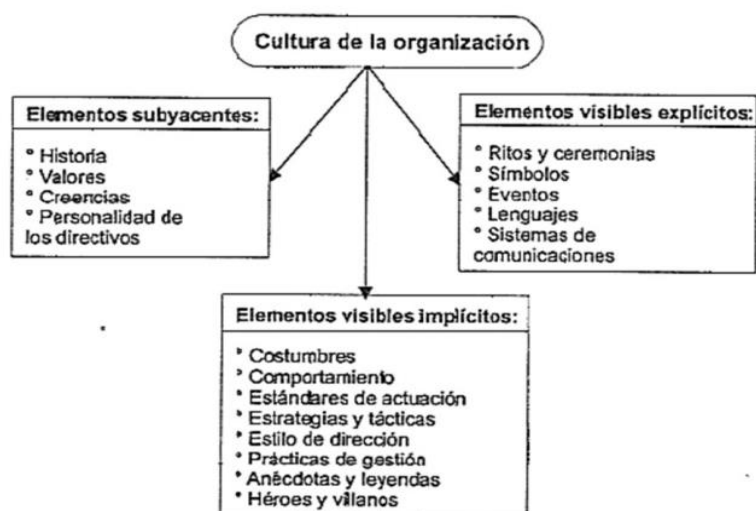 Cultura de la organización
Elementos subyacentes:
° Historia
° Valores
° Creencias
° Personalidad de
los directivos
Elementos visibles explícitos:
° Ritos y ceremonias
° Símbolos
° Eventos
° Lenguajes
° Sistemas de
comunicaciones
Elementos visibles implícitos:
° Costumbres
° Comportamiento
° Estándares de actuación
° Estrategias y tácticas
° Estilo de dirección
° Prácticas de gestión
° Anécdotas y leyendas
° Héroes y villanos